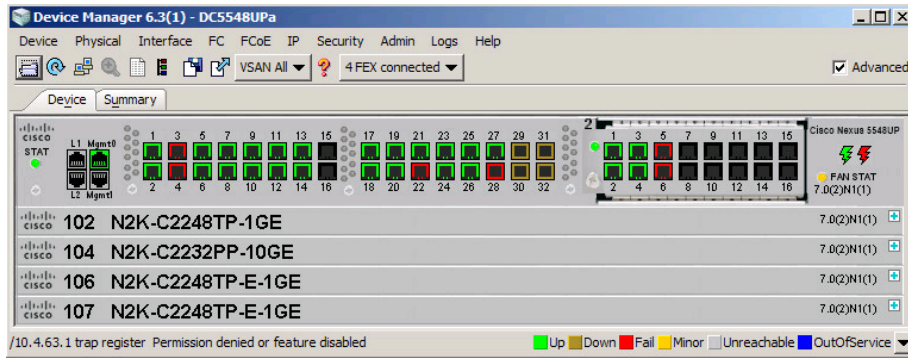 Device Manager 6.3(1) - DC5548UPa
Device Physical Interface FC FCoE IP Security Admin Logs Help
VSAN All 4 FEX connected Advanced
Device Summary
CISCO
STAT
L1 Mgmt0
L2 Mgmt1
1 3 5 7 9 11 13 15
2 4 6 8 10 12 14 16
17 19 21 23 25 27 29 31
18 20 22 24 26 28 30 32
2
1 3 5 7 9 11 13 15
2 4 6 8 10 12 14 16
Cisco Nexus 5548UP
FAN STAT
7.0(2)N1(1)
CISCO 102 N2K-C2248TP-1GE 7.0(2)N1(1)
CISCO 104 N2K-C2232PP-10GE 7.0(2)N1(1)
CISCO 106 N2K-C2248TP-E-1GE 7.0(2)N1(1)
CISCO 107 N2K-C2248TP-E-1GE 7.0(2)N1(1)
/10.4.63.1 trap register Permission denied or feature disabled Up Down Fail Minor Unreachable OutOfService